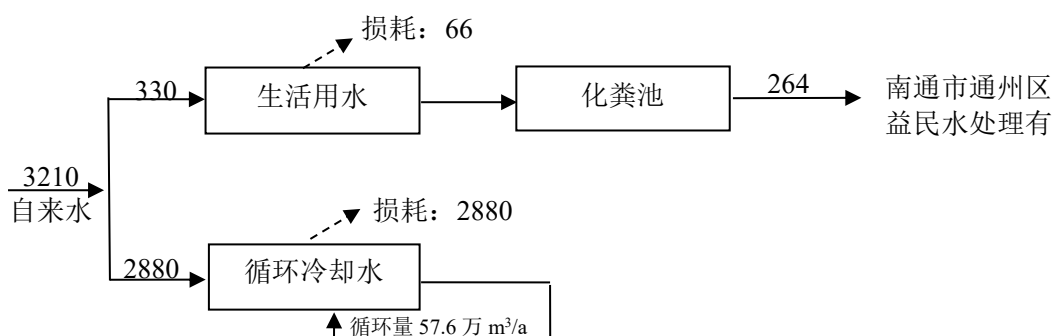 损耗：66
330
生活用水
化粪池
264
南通市通州区
益民水处理有
3210
自来水
损耗：2880
2880
循环冷却水
循环量 57.6 万 m³/a